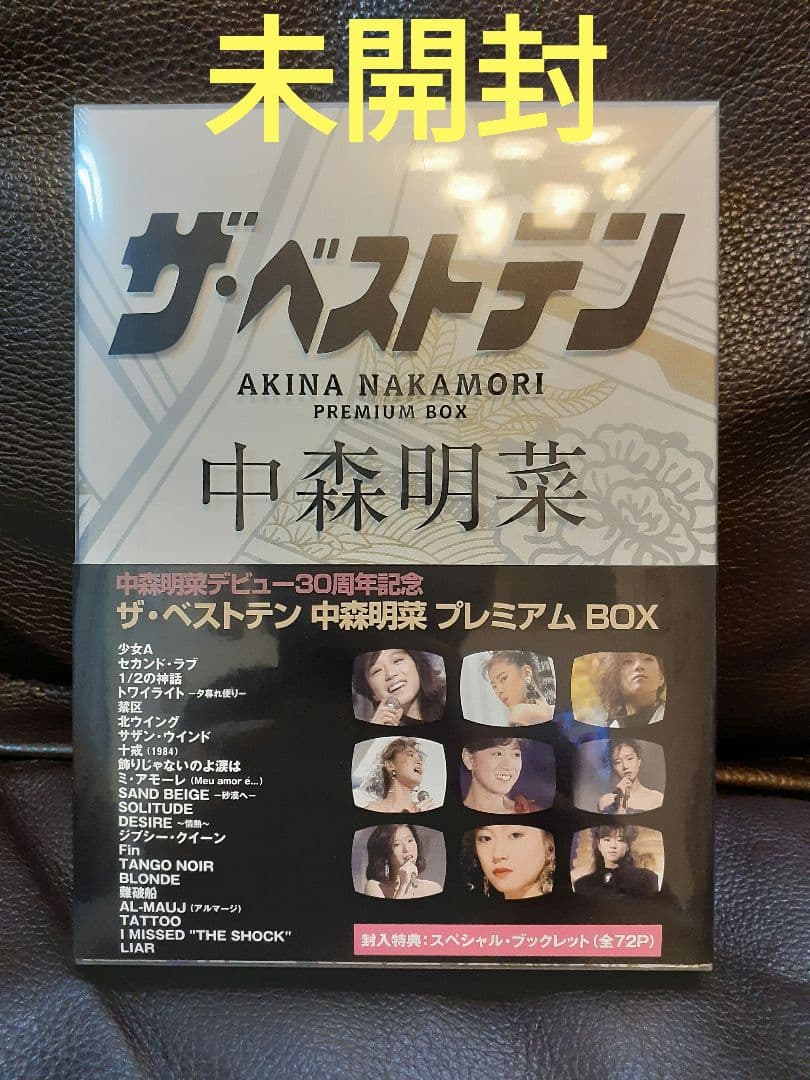 未開封
ザ・ベストテン
AKINA NAKAMORI
PREMIUM BOX
中森明菜
中森明菜デビュー30周年記念
ザ・ベストテン 中森明菜 プレミアム BOX
少女A
セカンド・ラブ
1/2の神話
トワイライト −夕暮れ便り−
禁区
北ウイング
サザン・ウインド
十戒 (1984)
飾りじゃないのよ涙は
ミ・アモーレ (Meu amor é...)
SAND BEIGE −砂漠へ−
SOLITUDE
DESIRE ～情熱～
ジプシー・クイーン
Fin
TANGO NOIR
BLONDE
難破船
AL-MAUJ (アルマージ)
TATTOO
I MISSED "THE SHOCK"
LIAR
封入特典：スペシャル・ブックレット（全72P）